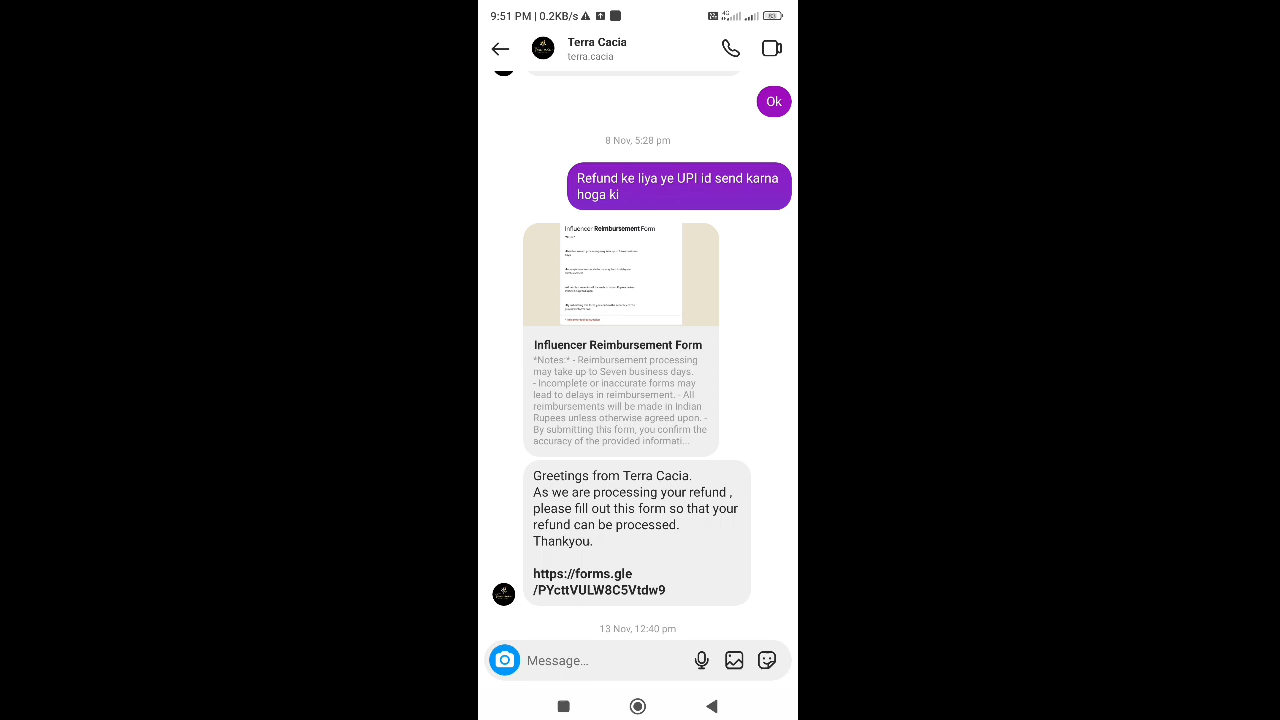 9:51 PM | 0.2KB/s
4G
Terra Cacia
terra.cacia
Ok
8 Nov, 5:28 pm
Refund ke liya ye UPI id send karna
hoga ki
Influencer Reimbursement Form
Influencer Reimbursement Form
*Notes:* - Reimbursement processing
may take up to Seven business days.
- Incomplete or inaccurate forms may
lead to delays in reimbursement. - All
reimbursements will be made in Indian
Rupees unless otherwise agreed upon. -
By submitting this form, you confirm the
accuracy of the provided informati...
Greetings from Terra Cacia.
As we are processing your refund ,
please fill out this form so that your
refund can be processed.
Thankyou.
https://forms.gle
/PYcttVULW8C5Vtdw9
13 Nov, 12:40 pm
Message...